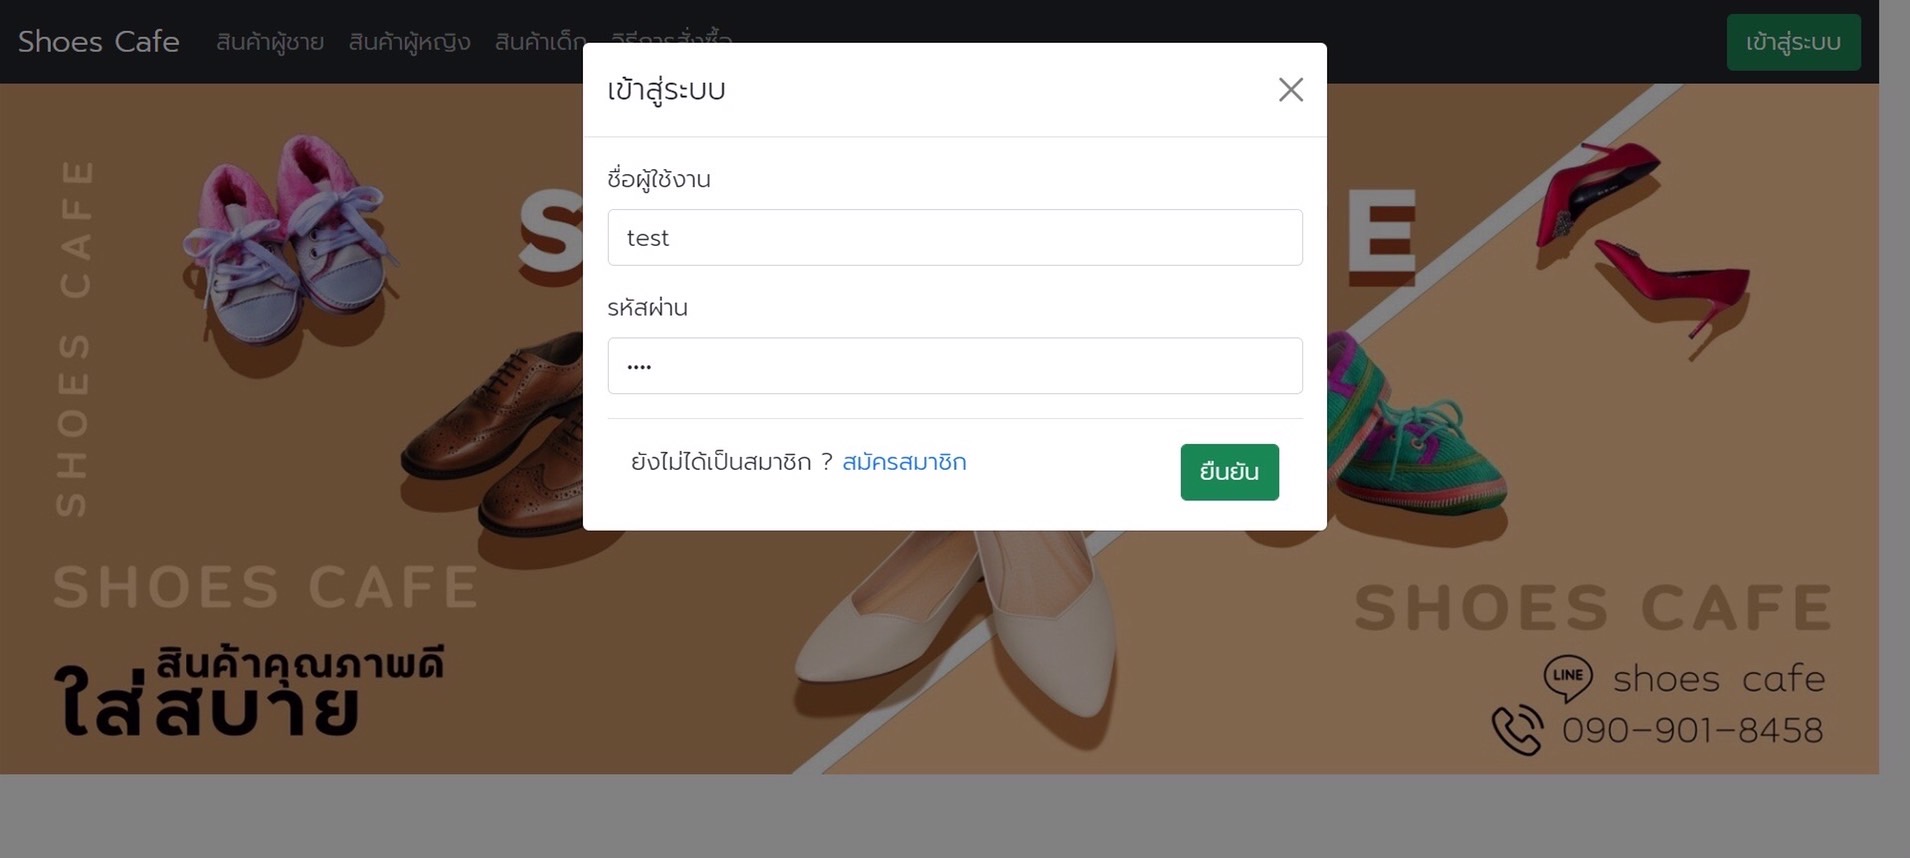 Shoes Cafe สินค้าผู้ชาย สินค้าผู้หญิง สินค้าเด็ก วิธีการสั่งซื้อ เข้าสู่ระบบ
เข้าสู่ระบบ
ชื่อผู้ใช้งาน
test
รหัสผ่าน
••••
ยังไม่ได้เป็นสมาชิก ? สมัครสมาชิก
ยืนยัน
SHOES CAFE
S
E
SHOES CAFE
สินค้าคุณภาพดี
ใส่สบาย
SHOES CAFE
LINE shoes cafe
090-901-8458